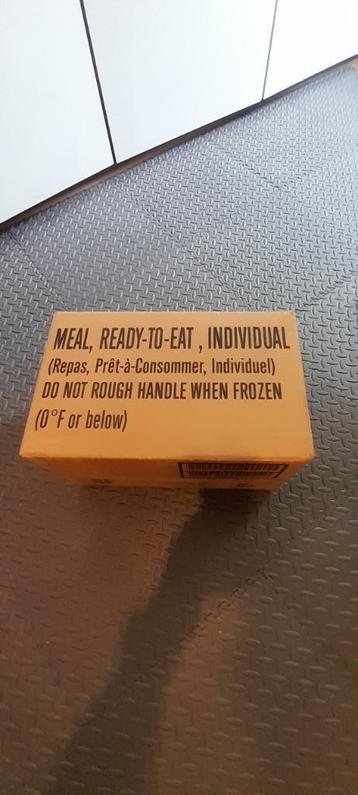 MEAL, READY-TO-EAT , INDIVIDUAL
(Repas, Prêt-à-Consommer, Individuel)
DO NOT ROUGH HANDLE WHEN FROZEN
(0°F or below)